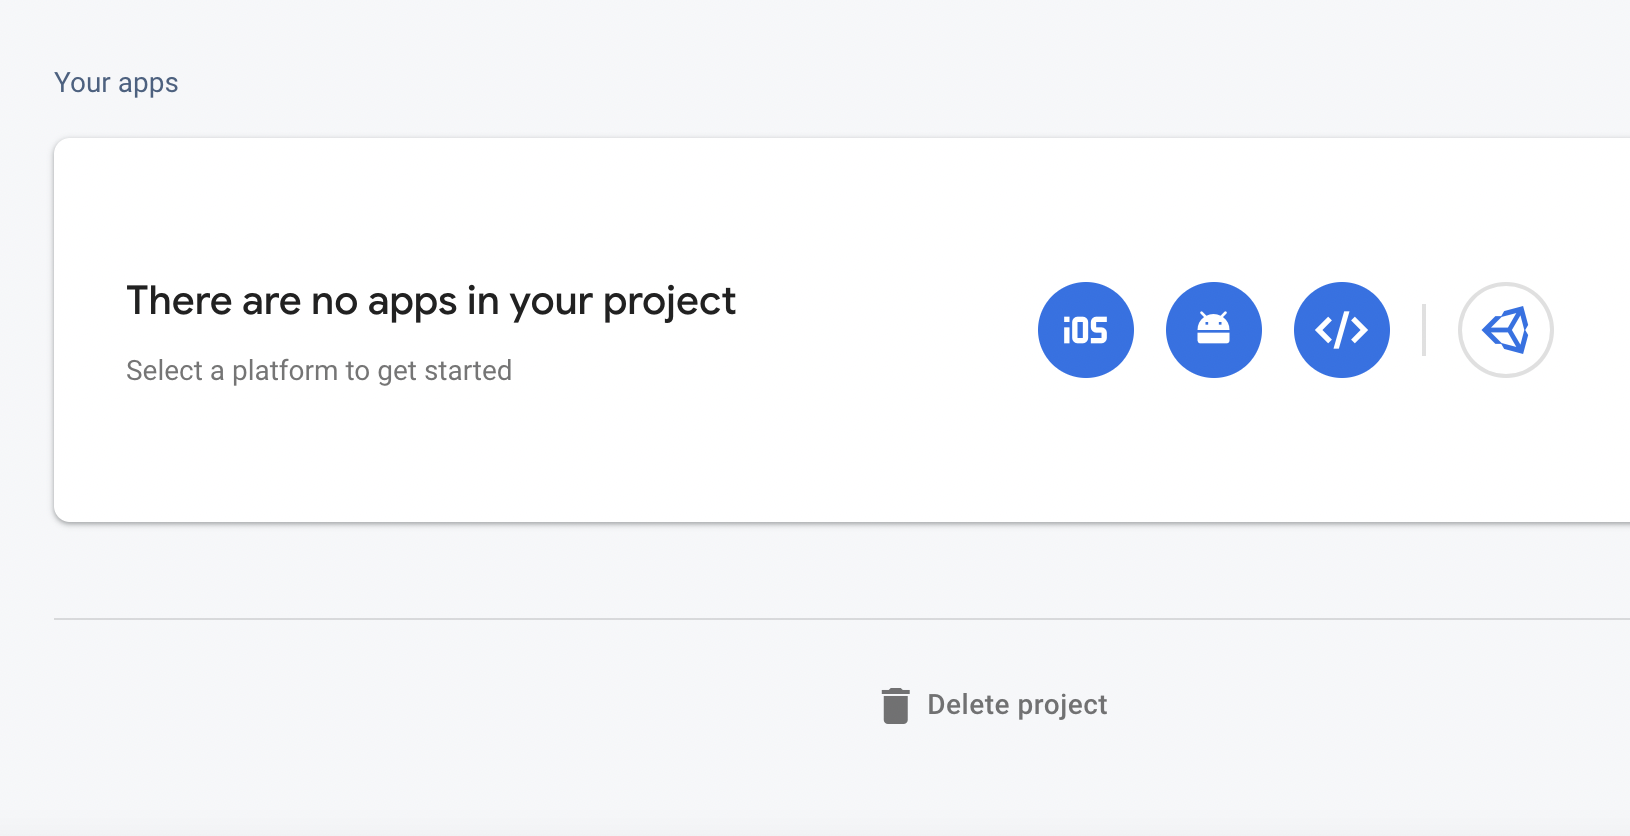 Your apps
There are no apps in your project
Select a platform to get started
iOS
</>
Delete project